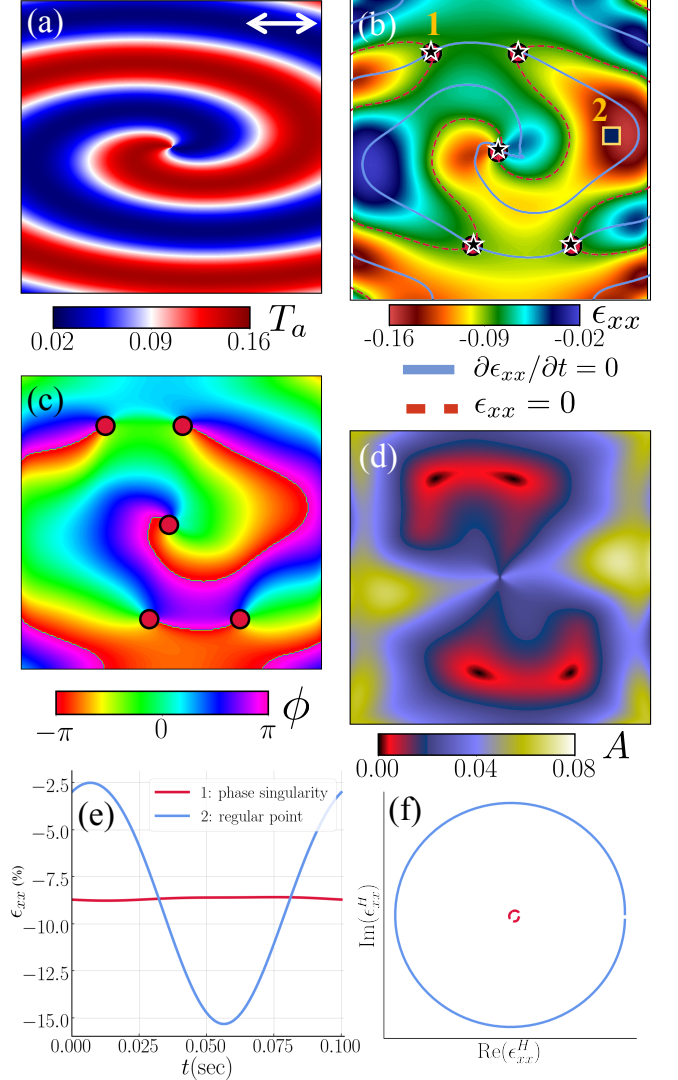 (a)
0.02 0.09 0.16 T_a
(b)
1
2
-0.16 -0.09 -0.02 ϵ_xx
∂ϵ_xx/∂t = 0
ϵ_xx = 0
(c)
−π 0 π ϕ
(d)
0.00 0.04 0.08 A
(e)
1: phase singularity
2: regular point
−2.5
−5.0
−7.5
−10.0
−12.5
−15.0
ϵ_xx (%)
0.000 0.025 0.050 0.075 0.100
t(sec)
(f)
Im(ϵ^H_xx)
Re(ϵ^H_xx)